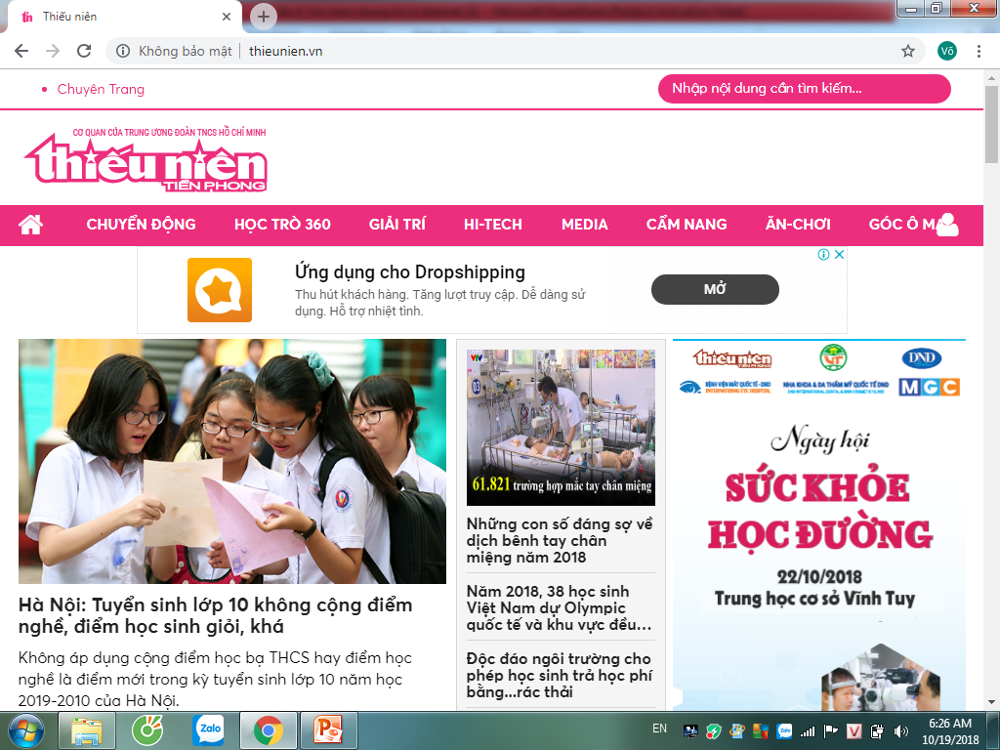 Thiếu niên
Không bảo mật
thieunien.vn
Võ
Chuyên Trang
Nhập nội dung cần tìm kiếm...
CƠ QUAN CỦA TRUNG ƯƠNG ĐOÀN TNCS HỒ CHÍ MINH
thiếu niên
TIỀN PHONG
CHUYỂN ĐỘNG HỌC TRÒ 360 GIẢI TRÍ HI-TECH MEDIA CẨM NANG ĂN-CHƠI GÓC Ô MA
Ứng dụng cho Dropshipping
Thu hút khách hàng. Tăng lượt truy cập. Dễ dàng sử
dụng. Hỗ trợ nhiệt tình.
MỞ
Hà Nội: Tuyển sinh lớp 10 không cộng điểm
nghề, điểm học sinh giỏi, khá
Không áp dụng cộng điểm học bạ THCS hay điểm học
nghề là điểm mới trong kỳ tuyển sinh lớp 10 năm học
2019-2010 của Hà Nội.
VTV
03
61.821 trường hợp mắc tay chân miệng
Những con số đáng sợ về
dịch bệnh tay chân
miệng năm 2018
Năm 2018, 38 học sinh
Việt Nam dự Olympic
quốc tế và khu vực đều...
Độc đáo ngôi trường cho
phép học sinh trả học phí
bằng...rác thải
thiếu niên
TIỀN PHONG
DND
BỆNH VIỆN MẮT QUỐC TẾ - DND
INTERNATIONAL EYE HOSPITAL
NHA KHOA & DA THẨM MỸ QUỐC TẾ DND
MGC
Ngày hội
SỨC KHỎE
HỌC ĐƯỜNG
22/10/2018
Trung học cơ sở Vĩnh Tuy
Zalo
EN
6:26 AM
10/19/2018